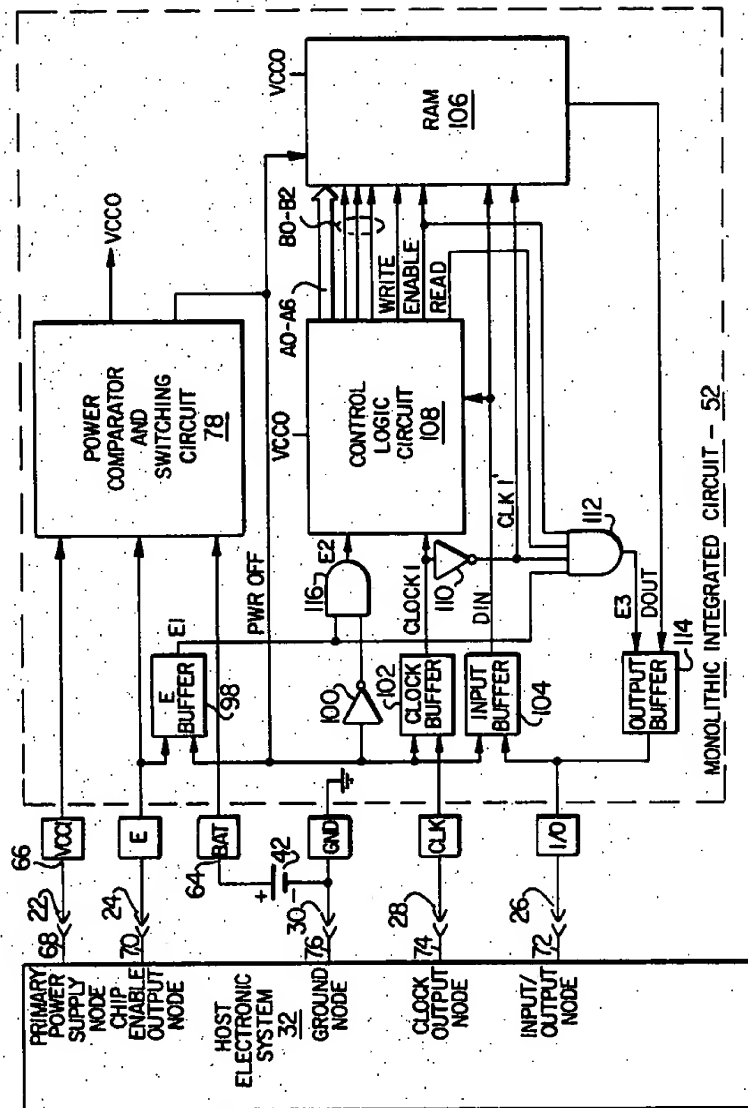 PRIMARY
POWER
SUPPLY
NODE
68
22
66
VCCI
CHIP
ENABLE
OUTPUT
NODE
70
24
E
HOST
ELECTRONIC
SYSTEM
32
64
BAT
+
42
–
GROUND
NODE
76
30
GND
CLOCK
OUTPUT
NODE
74
28
CLK
INPUT/
OUTPUT
NODE
72
26
I/O
POWER
COMPARATOR
AND
SWITCHING
CIRCUIT
78
VCCO
E
BUFFER
98
E1
PWR OFF
100
116
E2
CLOCK
BUFFER
102
CLOCK1
110
INPUT
BUFFER
104
DIN
CLK 1'
VCCO
CONTROL
LOGIC
CIRCUIT
108
A0-A6
B0-B2
WRITE
ENABLE
READ
VCCO
RAM
106
112
E3
DOUT
OUTPUT
BUFFER
114
MONOLITHIC INTEGRATED CIRCUIT - 52